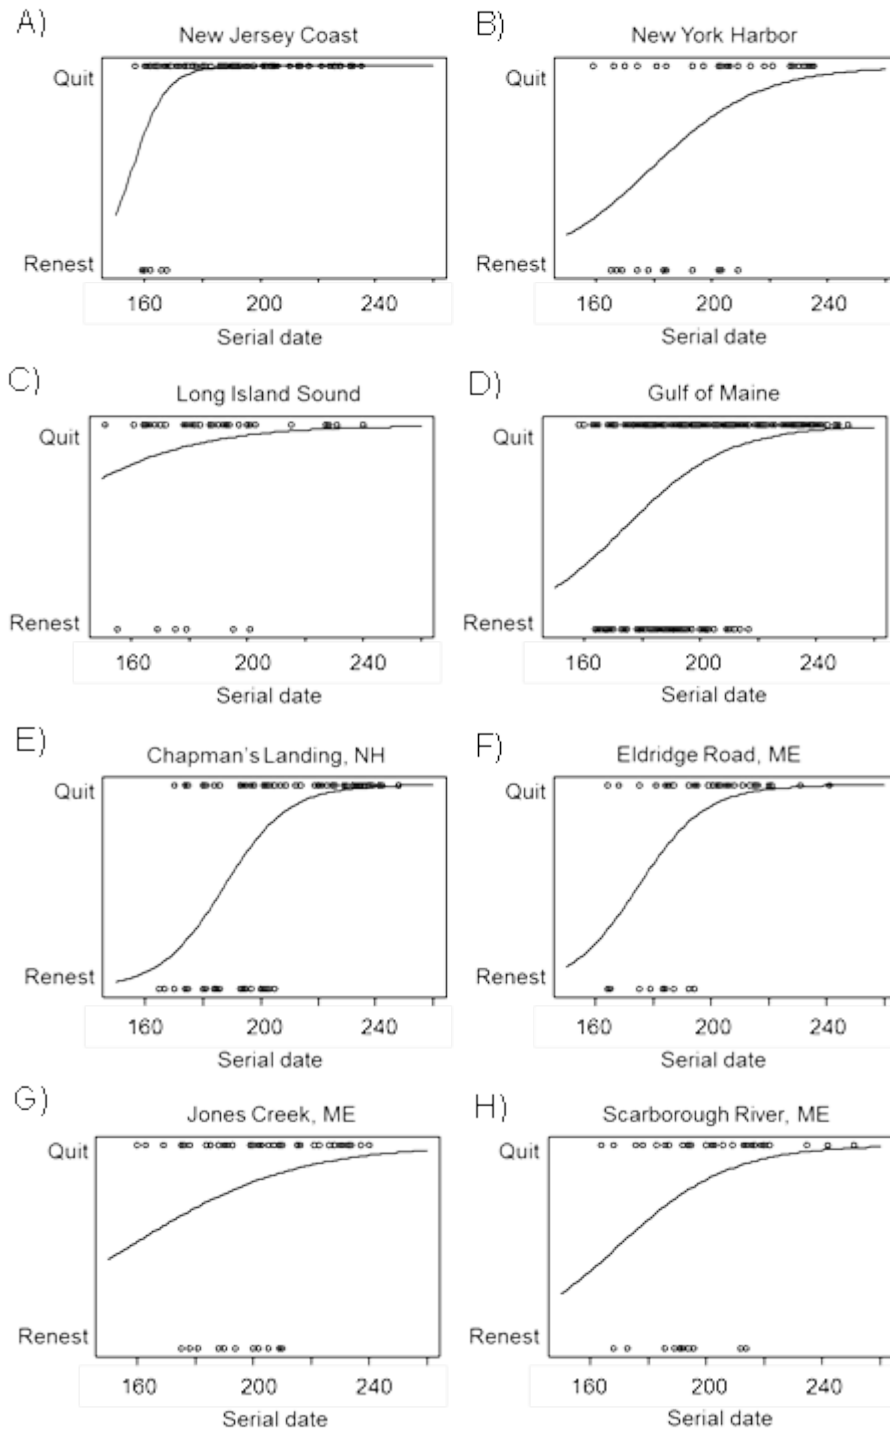 A)
New Jersey Coast
Quit
Renest
160 200 240
Serial date
B)
New York Harbor
Quit
Renest
160 200 240
Serial date
C)
Long Island Sound
Quit
Renest
160 200 240
Serial date
D)
Gulf of Maine
Quit
Renest
160 200 240
Serial date
E)
Chapman's Landing, NH
Quit
Renest
160 200 240
Serial date
F)
Eldridge Road, ME
Quit
Renest
160 200 240
Serial date
G)
Jones Creek, ME
Quit
Renest
160 200 240
Serial date
H)
Scarborough River, ME
Quit
Renest
160 200 240
Serial date